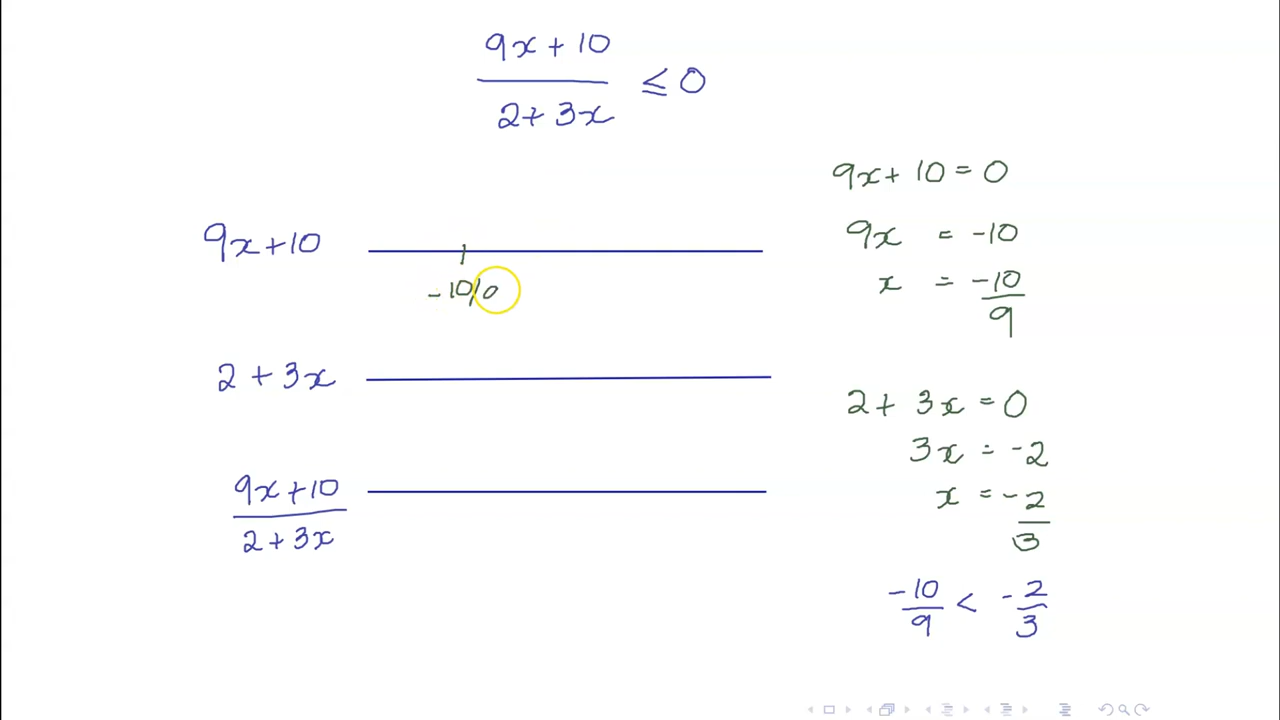 9x + 10
2 + 3x
≤ 0
9x + 10 = 0
9x = -10
x = -10
9
9x + 10
-10/0
2 + 3x
2 + 3x = 0
3x = -2
x = -2
3
9x + 10
2 + 3x
-10
9
< -2
3